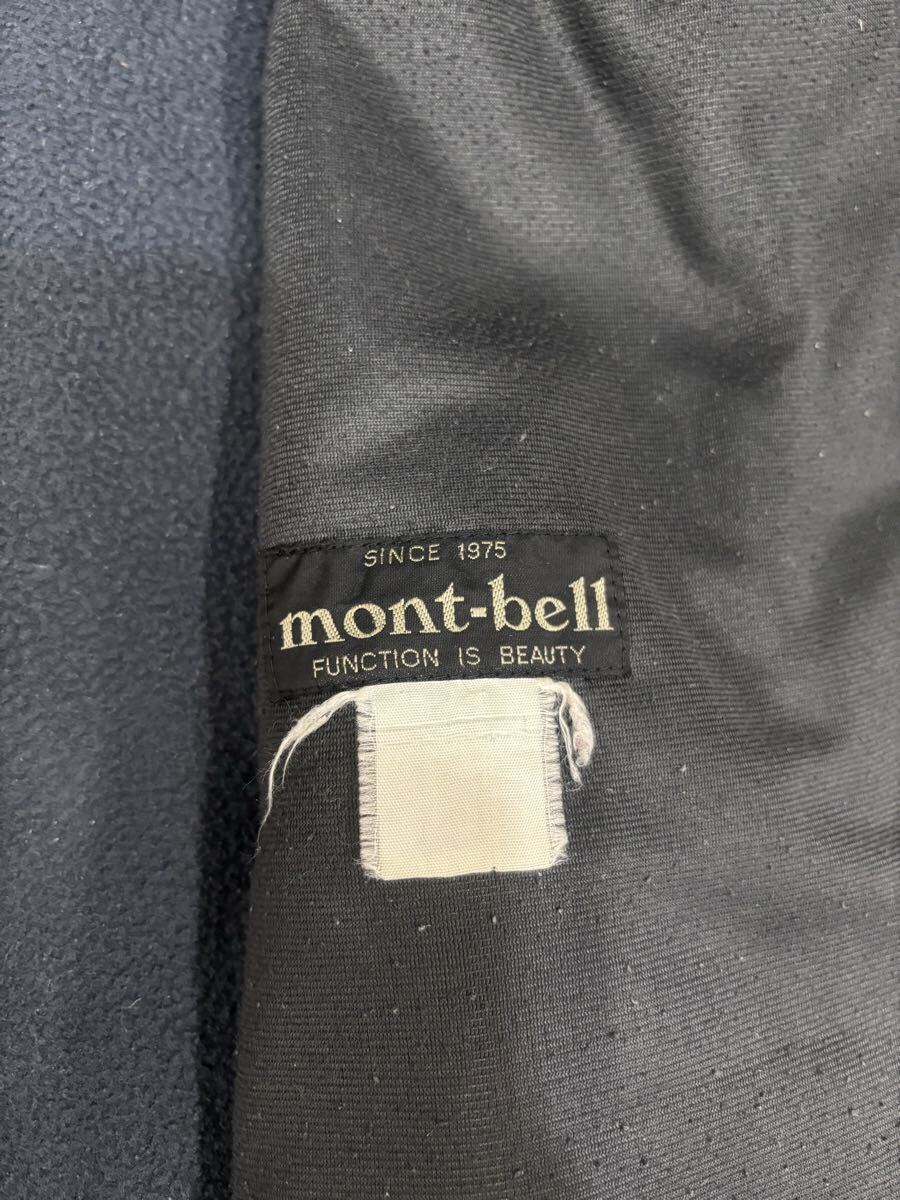 SINCE 1975
mont-bell
FUNCTION IS BEAUTY